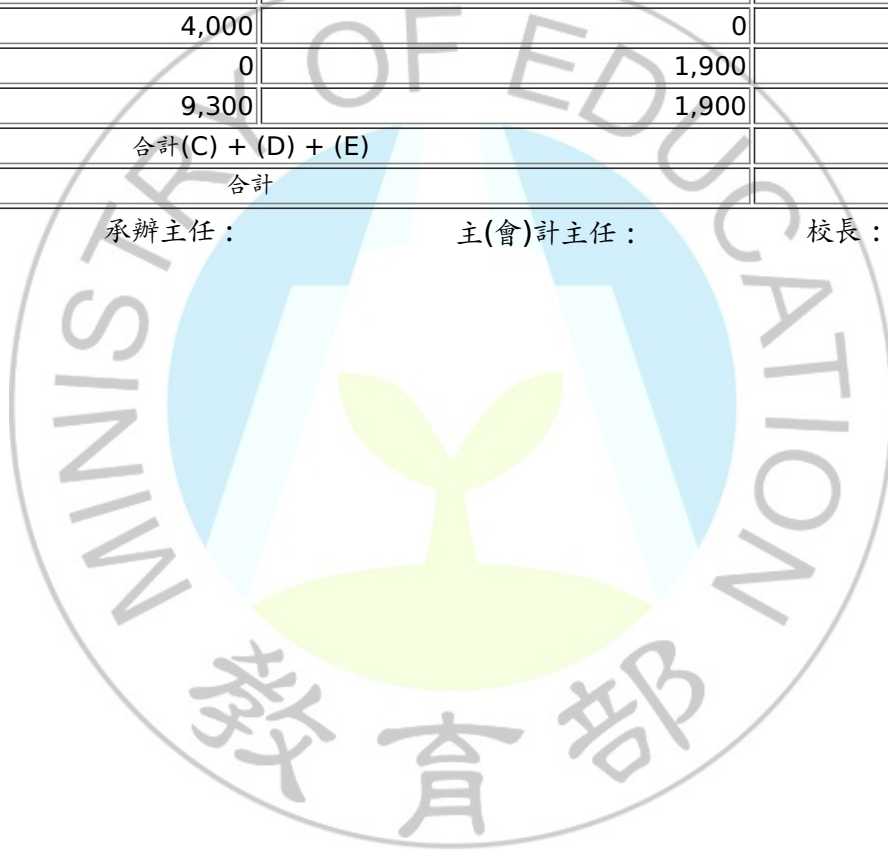 4,000 0
0 1,900
9,300 1,900
合計(C) + (D) + (E)
合計
承辦主任： 主(會)計主任： 校長：
MINISTRY OF EDUCATION
教育部